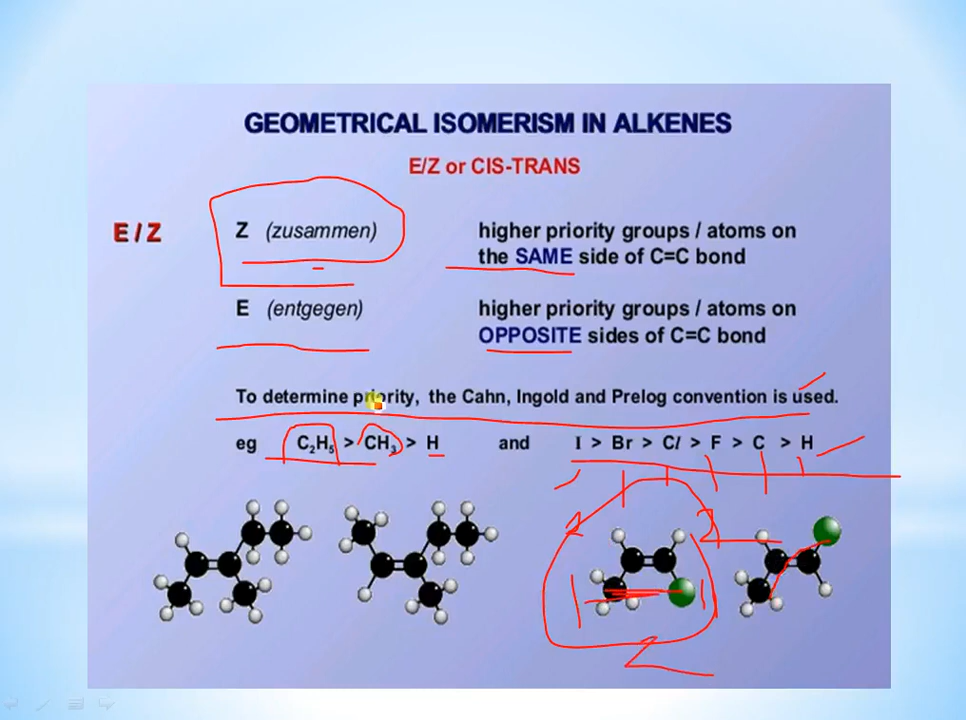 GEOMETRICAL ISOMERISM IN ALKENES
E/Z or CIS-TRANS
E / Z Z (zusammen) higher priority groups / atoms on
the SAME side of C=C bond
E (entgegen) higher priority groups / atoms on
OPPOSITE sides of C=C bond
To determine priority, the Cahn, Ingold and Prelog convention is used.
eg C₂H₅ > CH₃ > H and I > Br > Cl > F > C > H